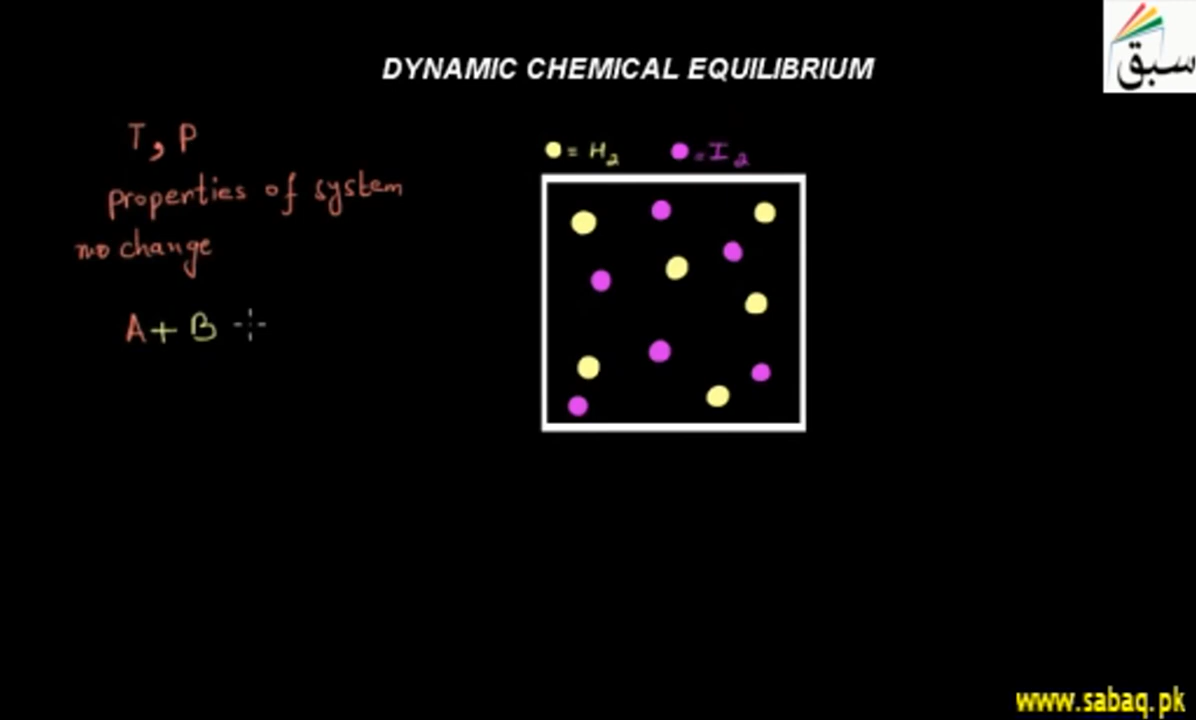 سبق
DYNAMIC CHEMICAL EQUILIBRIUM
T, P
properties of system
no change
A + B
= H₂ = I₂
www.sabaq.pk